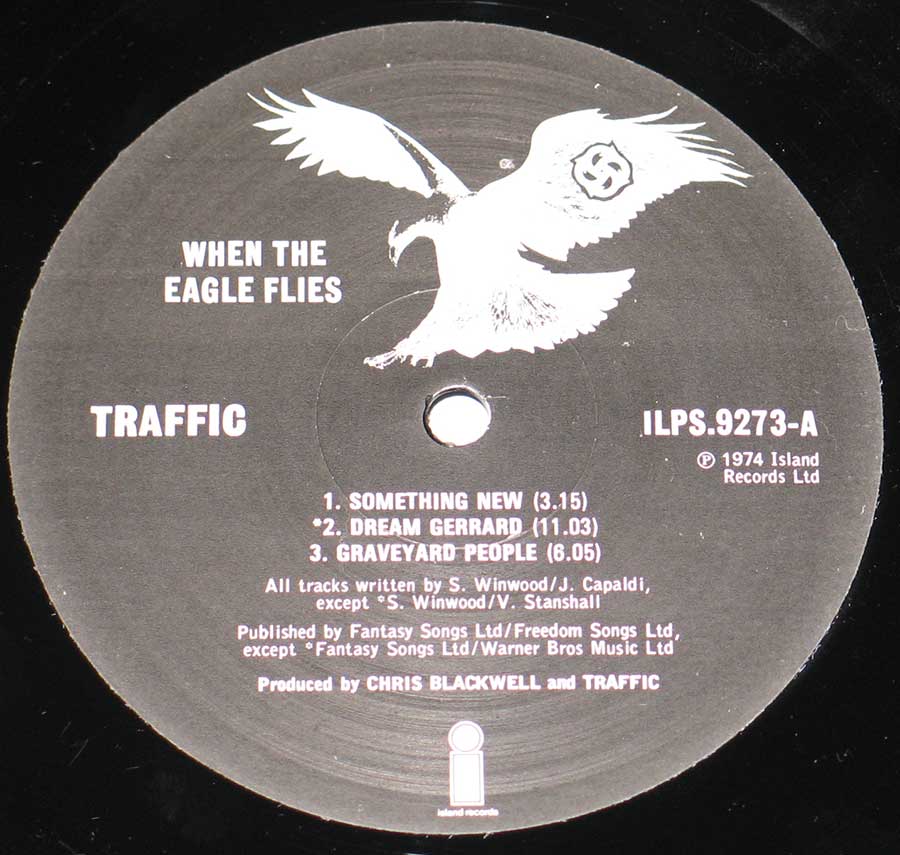 WHEN THE
EAGLE FLIES
TRAFFIC
ILPS.9273-A
℗ 1974 Island
Records Ltd
1. SOMETHING NEW (3.15)
*2. DREAM GERRARD (11.03)
3. GRAVEYARD PEOPLE (6.05)
All tracks written by S. Winwood/J. Capaldi,
except *S. Winwood/V. Stanshall
Published by Fantasy Songs Ltd/Freedom Songs Ltd,
except *Fantasy Songs Ltd/Warner Bros Music Ltd
Produced by CHRIS BLACKWELL and TRAFFIC
i
island records